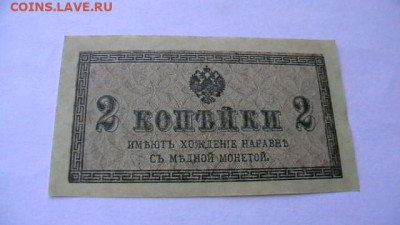 COINS.LAVE.RU
2 КОПѢЙКИ 2
ИМѢЮТЪ ХОЖДЕНІЕ НАРАВНѢ
СЪ МѢДНОЙ МОНЕТОЙ.